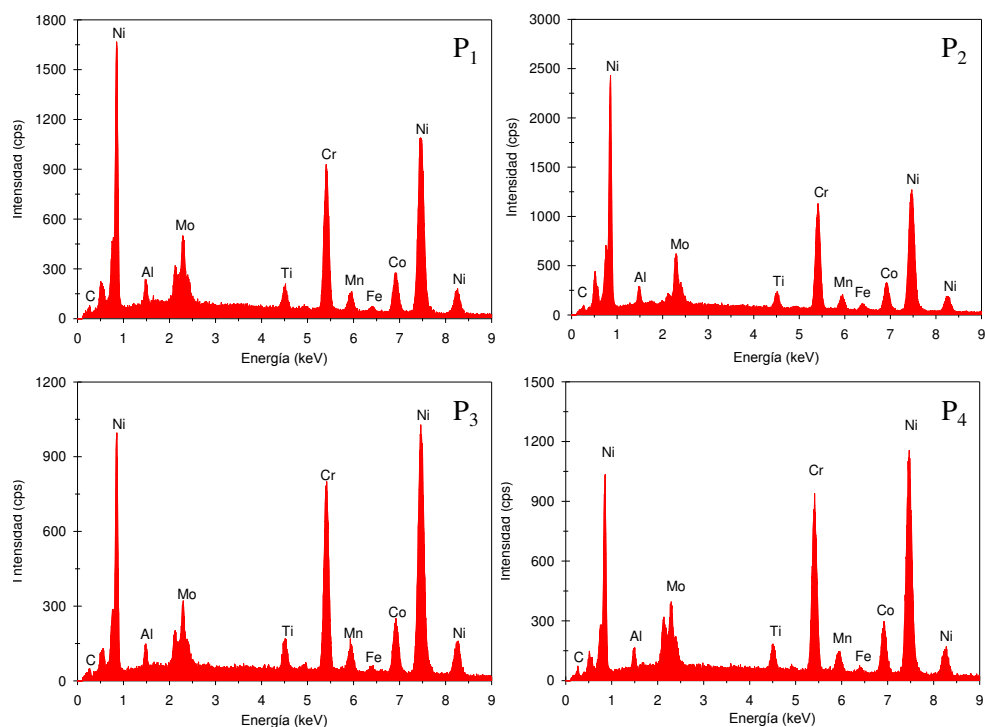 1800
1500
1200
900
600
300
0
Intensidad (cps)
0 1 2 3 4 5 6 7 8 9
Energía (keV)
P1
C
Ni
Al
Mo
Ti
Cr
Mn
Fe
Co
Ni
Ni
3000
2500
2000
1500
1000
500
0
Intensidad (cps)
0 1 2 3 4 5 6 7 8 9
Energía (keV)
P2
C
Ni
Al
Mo
Ti
Cr
Mn
Fe
Co
Ni
Ni
1200
900
600
300
0
I ntensidad (cps)
0 1 2 3 4 5 6 7 8 9
Energía (keV)
P3
C
Ni
Al
Mo
Ti
Cr
Mn
Fe
Co
Ni
Ni
1500
1200
900
600
300
0
Intensidad (cps)
0 1 2 3 4 5 6 7 8 9
Energía (keV)
P4
C
Ni
Al
Mo
Ti
Cr
Mn
Fe
Co
Ni
Ni